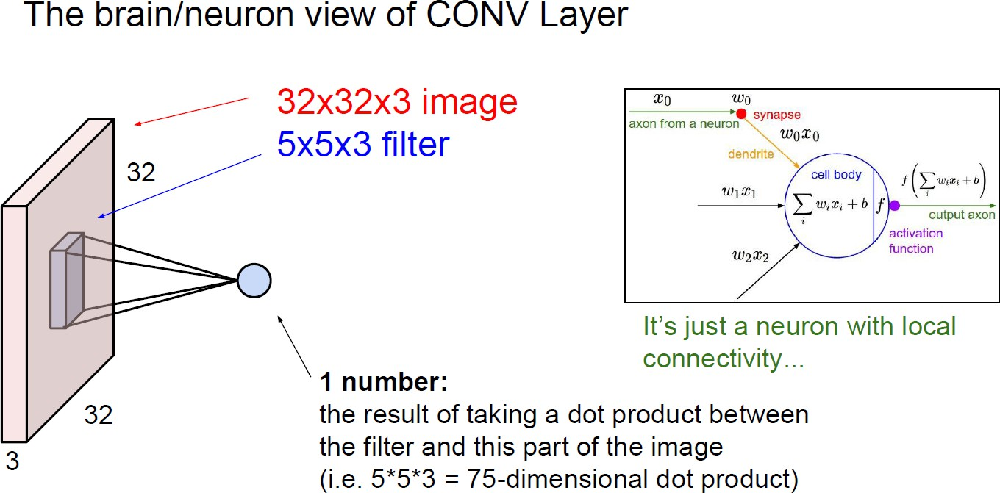 The brain/neuron view of CONV Layer
32x32x3 image
5x5x3 filter
32
32
3
1 number:
the result of taking a dot product between
the filter and this part of the image
(i.e. 5*5*3 = 75-dimensional dot product)
x₀
w₀
synapse
axon from a neuron
w₀x₀
dendrite
cell body
f(∑ᵢ wᵢxᵢ + b)
w₁x₁
∑ᵢ wᵢxᵢ + b
f
output axon
activation
function
w₂x₂
It’s just a neuron with local
connectivity...